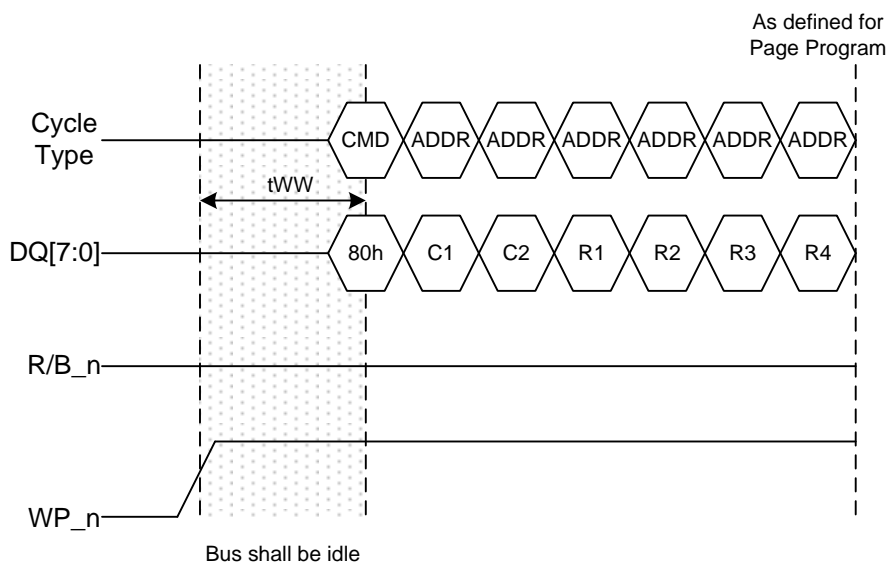 As defined for
Page Program
Cycle
Type
CMD ADDR ADDR ADDR ADDR ADDR ADDR
tWW
DQ[7:0]
80h C1 C2 R1 R2 R3 R4
R/B_n
WP_n
Bus shall be idle